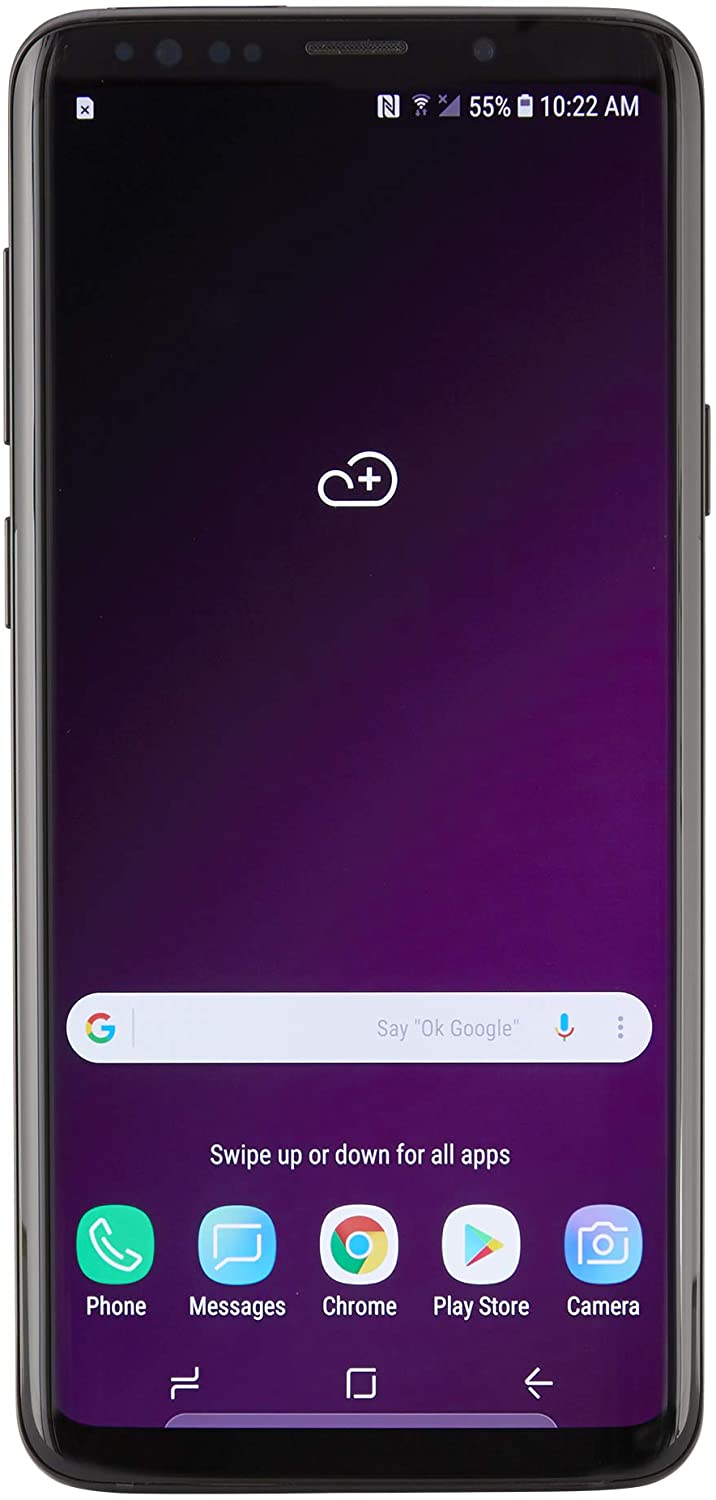 55% 10:22 AM
Say "Ok Google"
Swipe up or down for all apps
Phone Messages Chrome Play Store Camera